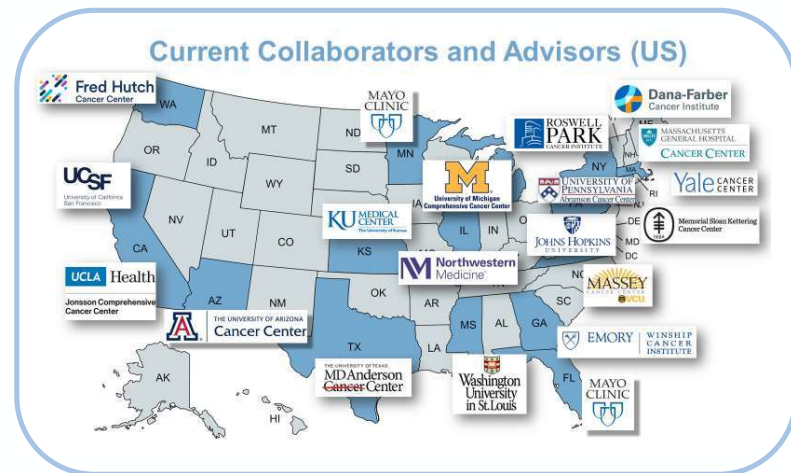 Current Collaborators and Advisors (US)
Fred Hutch
Cancer Center
WA
MAYO
CLINIC
Dana-Farber
Cancer Institute
ROSWELL
PARK
CANCER INSTITUTE
MASSACHUSETTS
GENERAL HOSPITAL
CANCER CENTER
ME
MT
ND
MN
OR
ID
SD
NH
NY
MA
UCSF
University of California
San Francisco
WY
M
University of Michigan
Comprehensive Cancer Center
UNIVERSITY OF
PENNSYLVANIA
Abramson Cancer Center
Yale
CANCER
CENTER
RI
IA
NV
UT
CO
KU
MEDICAL
CENTER
The University of Kansas
KS
IL
IN
JOHNS HOPKINS
UNIVERSITY
DE
MD
DC
Memorial Sloan Kettering
Cancer Center
CA
Northwestern
Medicine
UCLA Health
Jonsson Comprehensive
Cancer Center
AZ
NM
OK
AR
NC
SC
MASSEY
CANCER CENTER
VCU
A
THE UNIVERSITY OF ARIZONA
Cancer Center
TX
LA
MS
AL
GA
EMORY
WINSHIP
CANCER
INSTITUTE
THE UNIVERSITY OF TEXAS
MD Anderson
Cancer Center
Washington
University
in St.Louis
FL
MAYO
CLINIC
AK
HI